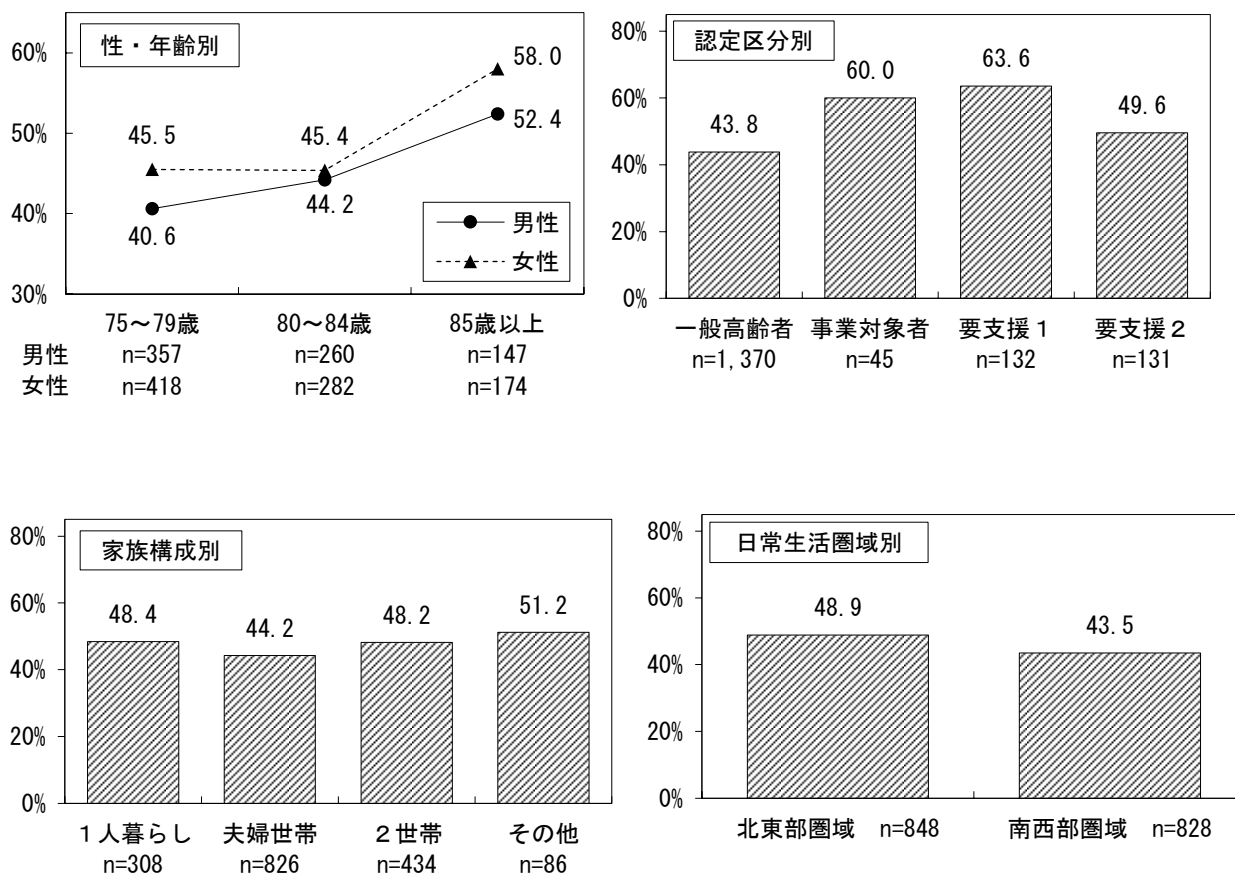 性・年齢別
60%
50%
40%
30%
45.5
45.4
58.0
52.4
40.6
44.2
男性
女性
75～79歳 80～84歳 85歳以上
男性 n=357 n=260 n=147
女性 n=418 n=282 n=174
認定区分別
80%
60%
40%
20%
0%
43.8
60.0
63.6
49.6
一般高齢者 事業対象者 要支援１ 要支援２
n=1,370 n=45 n=132 n=131
家族構成別
80%
60%
40%
20%
0%
48.4
44.2
48.2
51.2
１人暮らし 夫婦世帯 ２世帯 その他
n=308 n=826 n=434 n=86
日常生活圏域別
80%
60%
40%
20%
0%
48.9
43.5
北東部圏域 n=848 南西部圏域 n=828